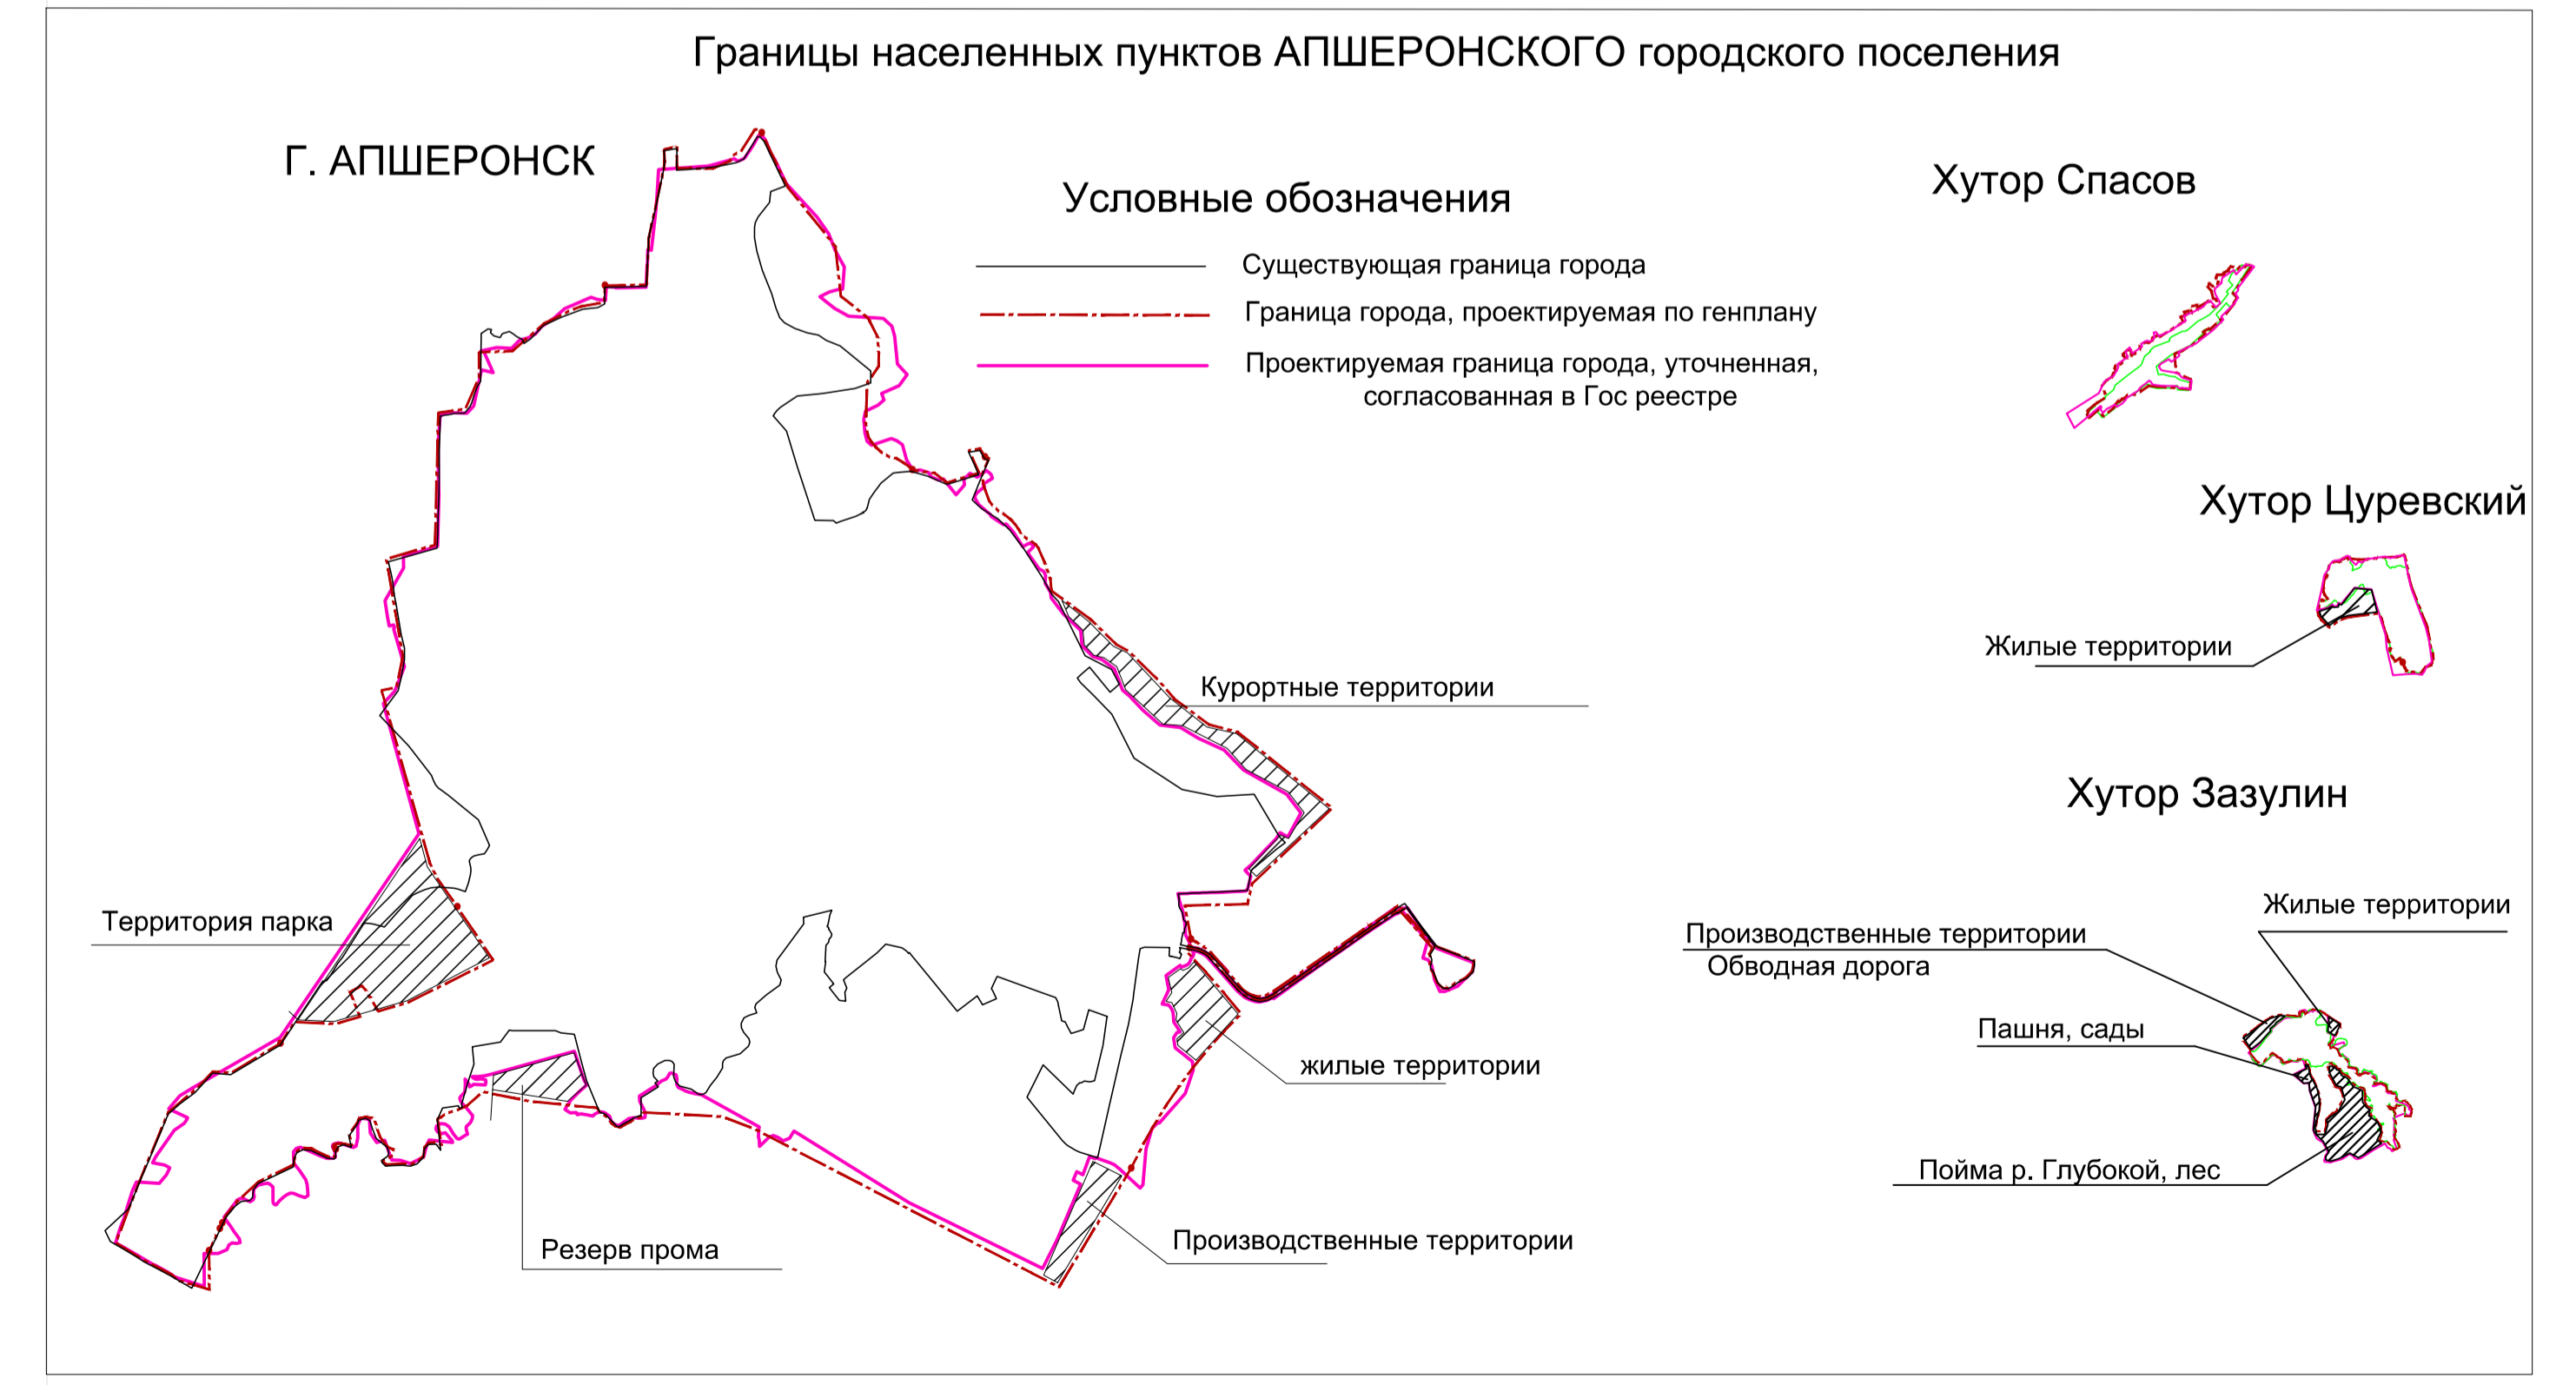 Границы населенных пунктов АПШЕРОНСКОГО городского поселения
Г. АПШЕРОНСК
Условные обозначения
Существующая граница города
Граница города, проектируемая по генплану
Проектируемая граница города, уточненная,
согласованная в Гос реестре
Хутор Спасов
Хутор Цуревский
Жилые территории
Курортные территории
Хутор Зазулин
Жилые территории
Производственные территории
Обводная дорога
Пашня, сады
Пойма р. Глубокой, лес
Территория парка
жилые территории
Резерв прома
Производственные территории